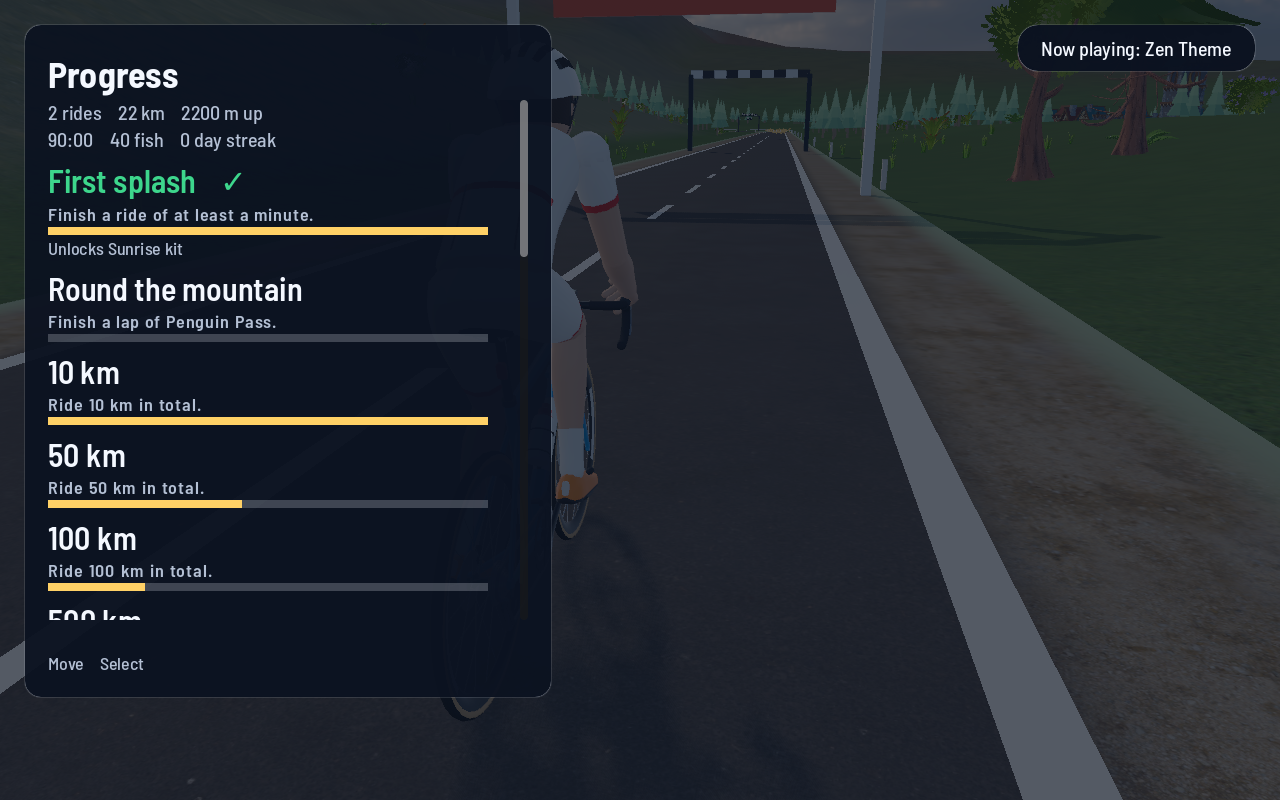 Progress
2 rides 22 km 2200 m up
90:00 40 fish 0 day streak
First splash ✓
Finish a ride of at least a minute.
Unlocks Sunrise kit
Round the mountain
Finish a lap of Penguin Pass.
10 km
Ride 10 km in total.
50 km
Ride 50 km in total.
100 km
Ride 100 km in total.
500 km
Move Select
Now playing: Zen Theme